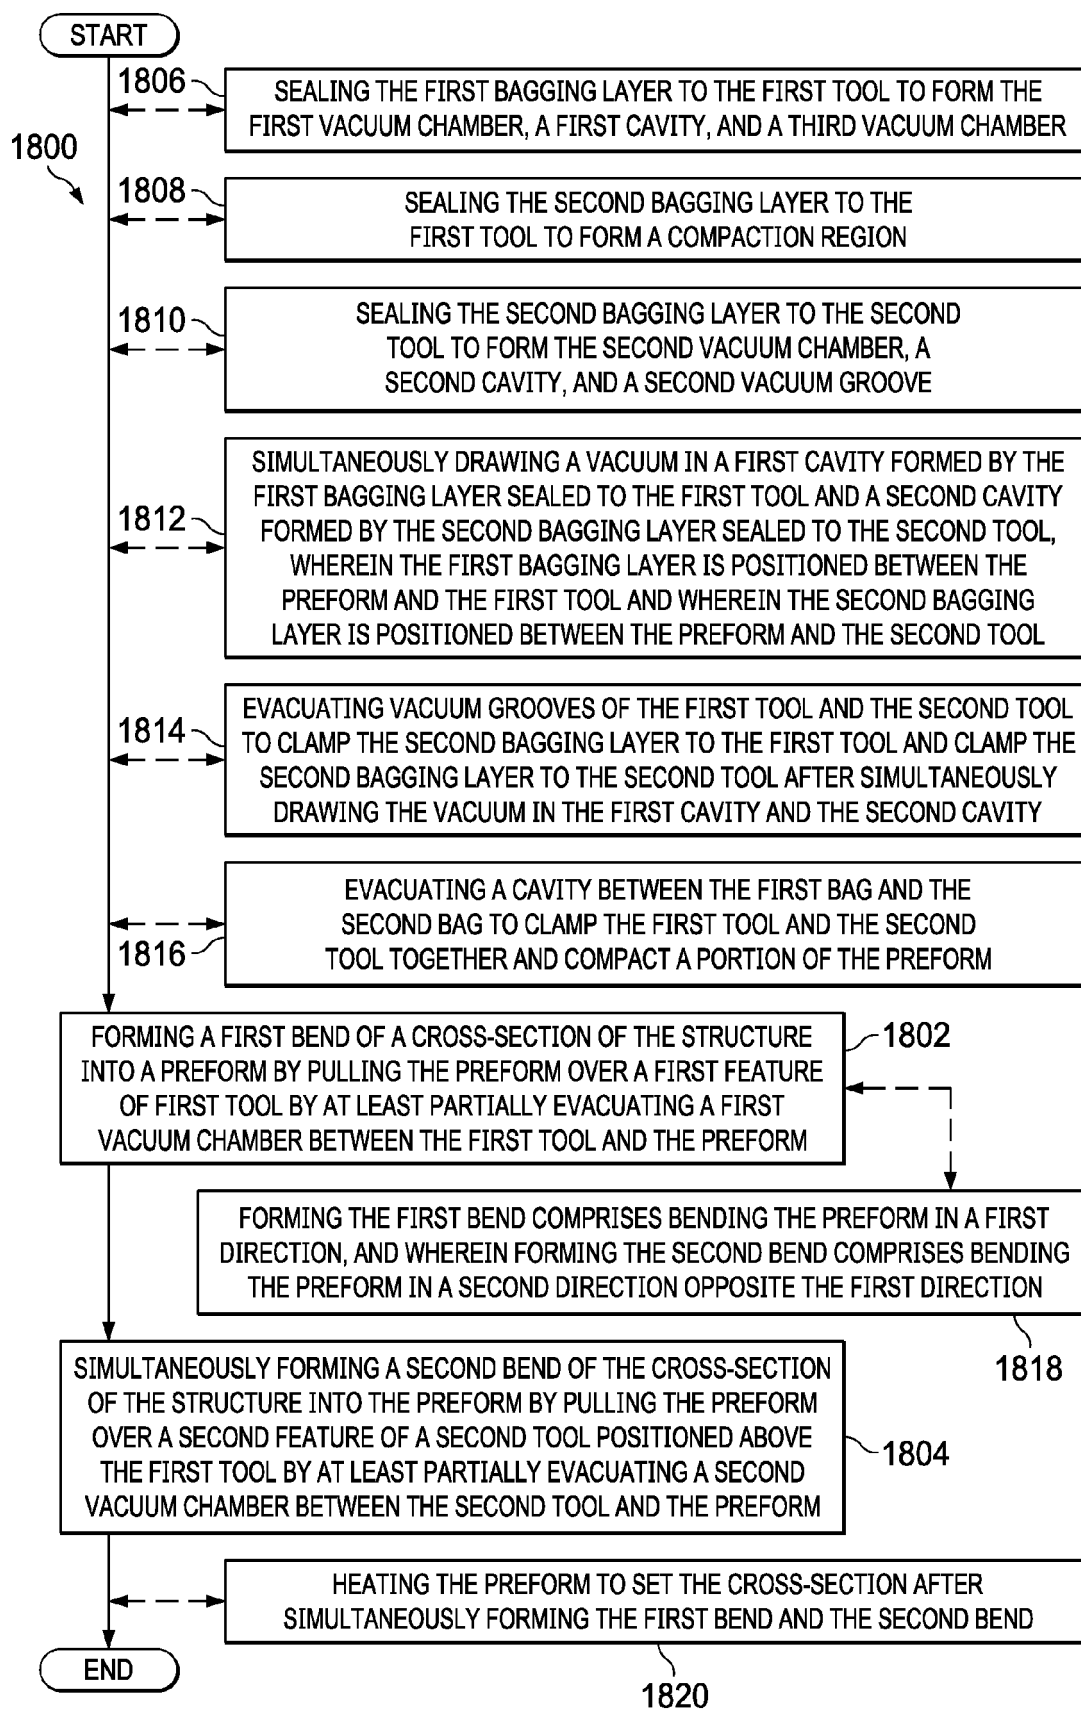 START
1806
SEALING THE FIRST BAGGING LAYER TO THE FIRST TOOL TO FORM THE
FIRST VACUUM CHAMBER, A FIRST CAVITY, AND A THIRD VACUUM CHAMBER
1800
1808
SEALING THE SECOND BAGGING LAYER TO THE
FIRST TOOL TO FORM A COMPACTION REGION
1810
SEALING THE SECOND BAGGING LAYER TO THE SECOND
TOOL TO FORM THE SECOND VACUUM CHAMBER, A
SECOND CAVITY, AND A SECOND VACUUM GROOVE
1812
SIMULTANEOUSLY DRAWING A VACUUM IN A FIRST CAVITY FORMED BY THE
FIRST BAGGING LAYER SEALED TO THE FIRST TOOL AND A SECOND CAVITY
FORMED BY THE SECOND BAGGING LAYER SEALED TO THE SECOND TOOL,
WHEREIN THE FIRST BAGGING LAYER IS POSITIONED BETWEEN THE
PREFORM AND THE FIRST TOOL AND WHEREIN THE SECOND BAGGING
LAYER IS POSITIONED BETWEEN THE PREFORM AND THE SECOND TOOL
1814
EVACUATING VACUUM GROOVES OF THE FIRST TOOL AND THE SECOND TOOL
TO CLAMP THE SECOND BAGGING LAYER TO THE FIRST TOOL AND CLAMP THE
SECOND BAGGING LAYER TO THE SECOND TOOL AFTER SIMULTANEOUSLY
DRAWING THE VACUUM IN THE FIRST CAVITY AND THE SECOND CAVITY
1816
EVACUATING A CAVITY BETWEEN THE FIRST BAG AND THE
SECOND BAG TO CLAMP THE FIRST TOOL AND THE SECOND
TOOL TOGETHER AND COMPACT A PORTION OF THE PREFORM
FORMING A FIRST BEND OF A CROSS-SECTION OF THE STRUCTURE
INTO A PREFORM BY PULLING THE PREFORM OVER A FIRST FEATURE
OF FIRST TOOL BY AT LEAST PARTIALLY EVACUATING A FIRST
VACUUM CHAMBER BETWEEN THE FIRST TOOL AND THE PREFORM
1802
FORMING THE FIRST BEND COMPRISES BENDING THE PREFORM IN A FIRST
DIRECTION, AND WHEREIN FORMING THE SECOND BEND COMPRISES BENDING
THE PREFORM IN A SECOND DIRECTION OPPOSITE THE FIRST DIRECTION
1818
SIMULTANEOUSLY FORMING A SECOND BEND OF THE CROSS-SECTION
OF THE STRUCTURE INTO THE PREFORM BY PULLING THE PREFORM
OVER A SECOND FEATURE OF A SECOND TOOL POSITIONED ABOVE
THE FIRST TOOL BY AT LEAST PARTIALLY EVACUATING A SECOND
VACUUM CHAMBER BETWEEN THE SECOND TOOL AND THE PREFORM
1804
HEATING THE PREFORM TO SET THE CROSS-SECTION AFTER
SIMULTANEOUSLY FORMING THE FIRST BEND AND THE SECOND BEND
END
1820